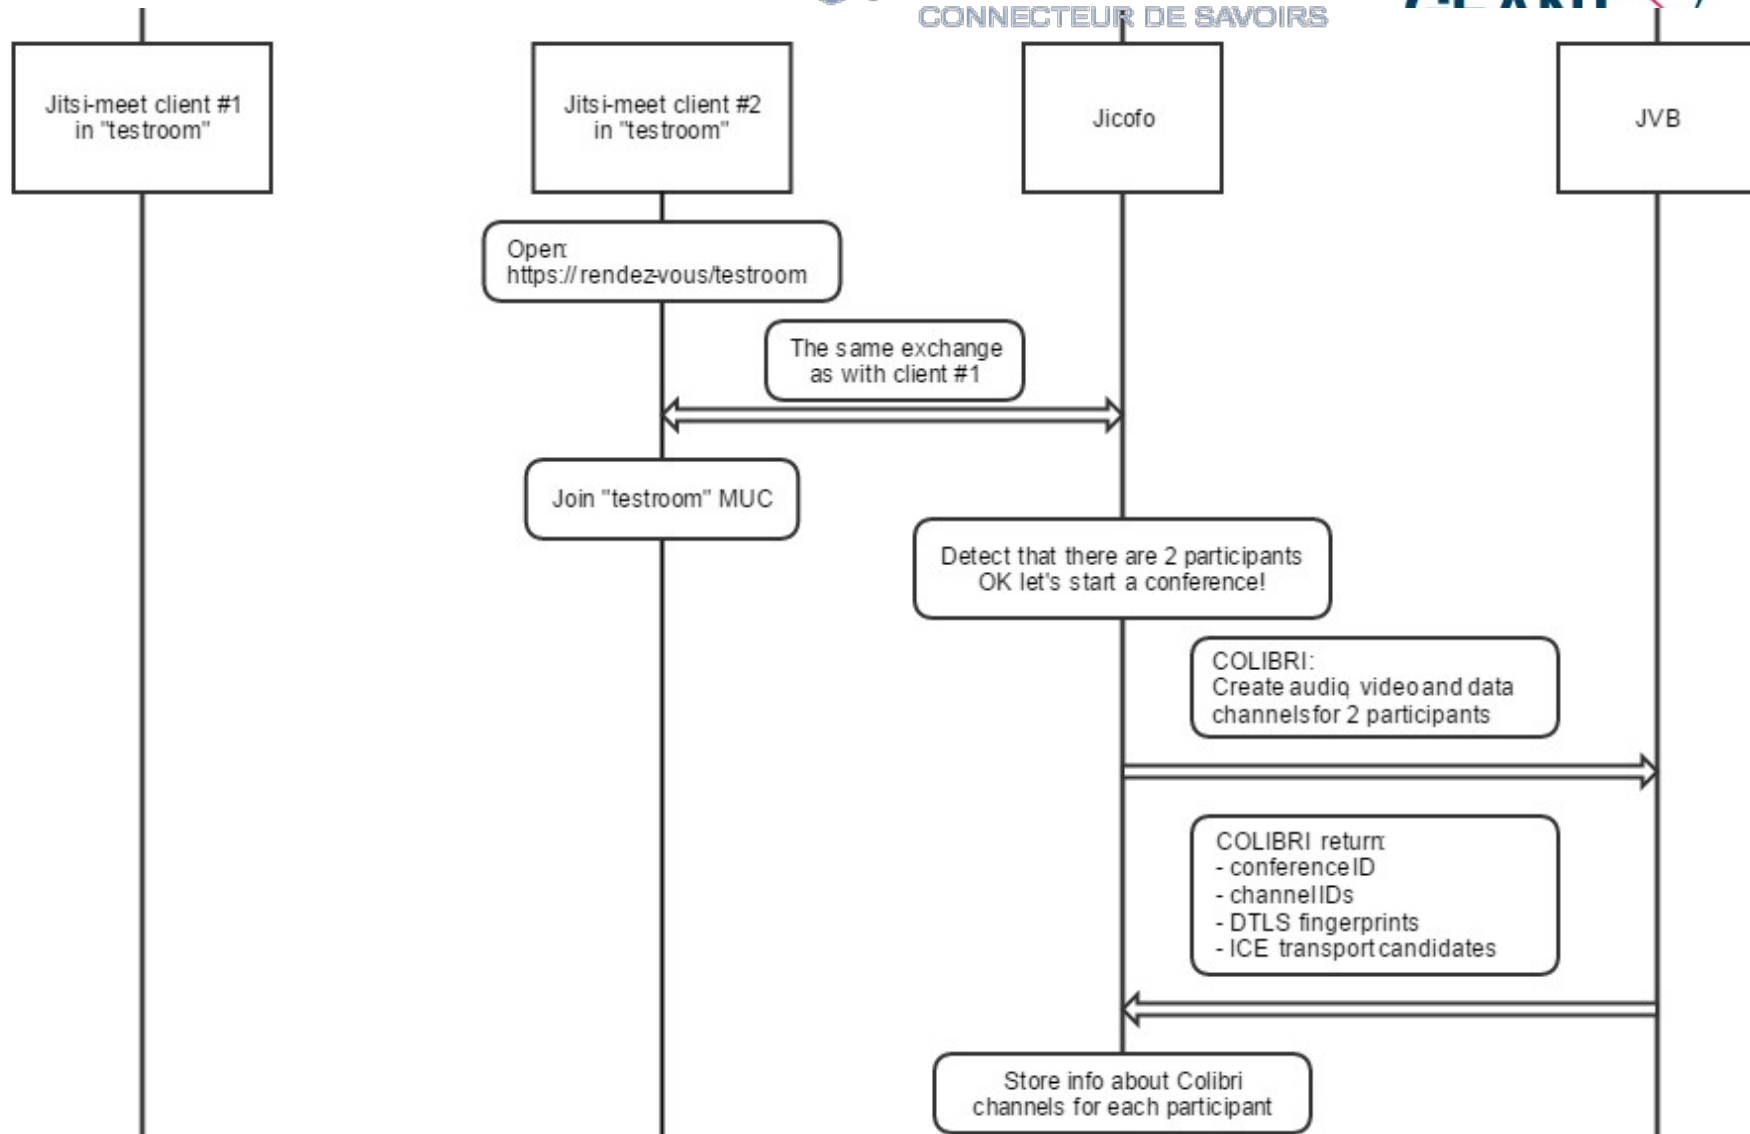 CONNECTEUR DE SAVOIRS
Jitsi-meet client #1
in "testroom"
Jitsi-meet client #2
in "testroom"
Jicofo
JVB
Open:
https://rendez-vous/testroom
The same exchange
as with client #1
Join "testroom" MUC
Detect that there are 2 participants
OK let's start a conference!
COLIBRI:
Create audio, video and data
channels for 2 participants
COLIBRI return:
- conference ID
- channel IDs
- DTLS fingerprints
- ICE transport candidates
Store info about Colibri
channels for each participant